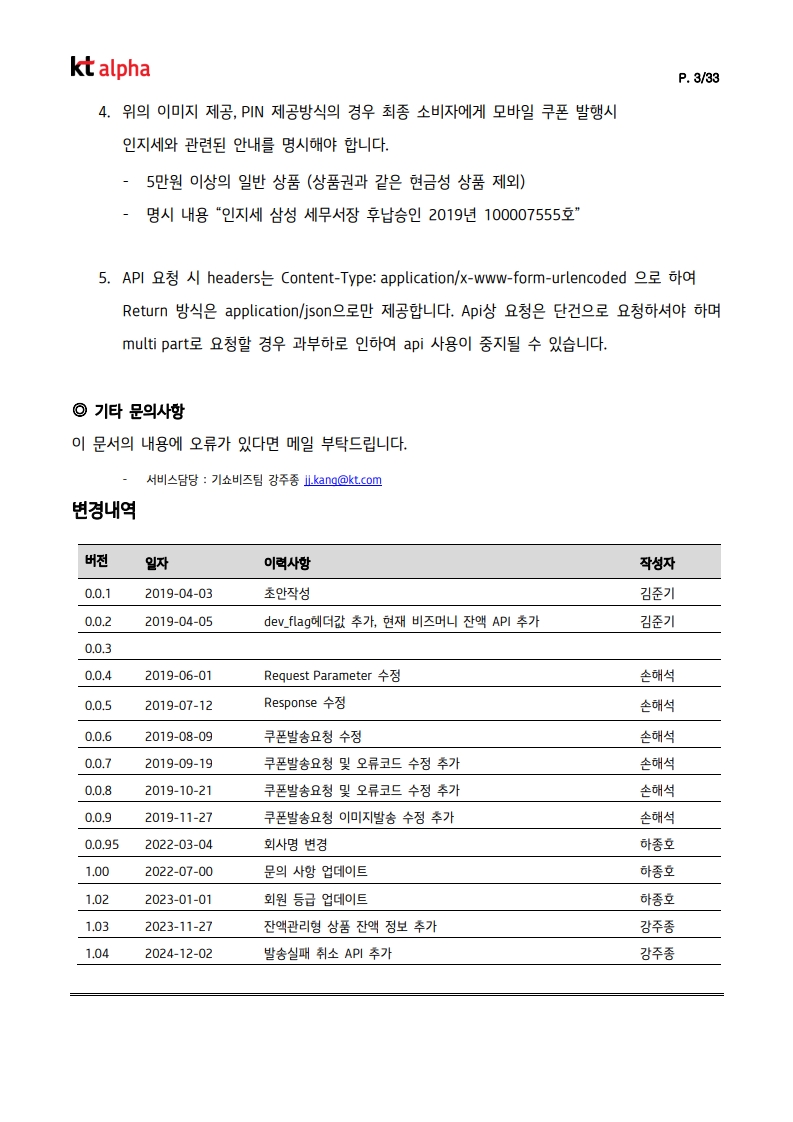 kt alpha
P. 3/33
4. 위의 이미지 제공, PIN 제공방식의 경우 최종 소비자에게 모바일 쿠폰 발행시
인지세와 관련된 안내를 명시해야 합니다.
- 5만원 이상의 일반 상품 (상품권과 같은 현금성 상품 제외)
- 명시 내용 “인지세 삼성 세무서장 후납승인 2019년 100007555호”
5. API 요청 시 headers는 Content-Type: application/x-www-form-urlencoded 으로 하여
Return 방식은 application/json으로만 제공합니다. Api상 요청은 단건으로 요청하셔야 하며
multi part로 요청할 경우 과부하로 인하여 api 사용이 중지될 수 있습니다.
◎ 기타 문의사항
이 문서의 내용에 오류가 있다면 메일 부탁드립니다.
- 서비스담당 : 기쇼비즈팀 강주종 jj.kang@kt.com
변경내역
버전 일자 이력사항 작성자
0.0.1 2019-04-03 초안작성 김준기
0.0.2 2019-04-05 dev_flag헤더값 추가, 현재 비즈머니 잔액 API 추가 김준기
0.0.3
0.0.4 2019-06-01 Request Parameter 수정 손해석
0.0.5 2019-07-12 Response 수정 손해석
0.0.6 2019-08-09 쿠폰발송요청 수정 손해석
0.0.7 2019-09-19 쿠폰발송요청 및 오류코드 수정 추가 손해석
0.0.8 2019-10-21 쿠폰발송요청 및 오류코드 수정 추가 손해석
0.0.9 2019-11-27 쿠폰발송요청 이미지발송 수정 추가 손해석
0.0.95 2022-03-04 회사명 변경 하종호
1.00 2022-07-00 문의 사항 업데이트 하종호
1.02 2023-01-01 회원 등급 업데이트 하종호
1.03 2023-11-27 잔액관리형 상품 잔액 정보 추가 강주종
1.04 2024-12-02 발송실패 취소 API 추가 강주종